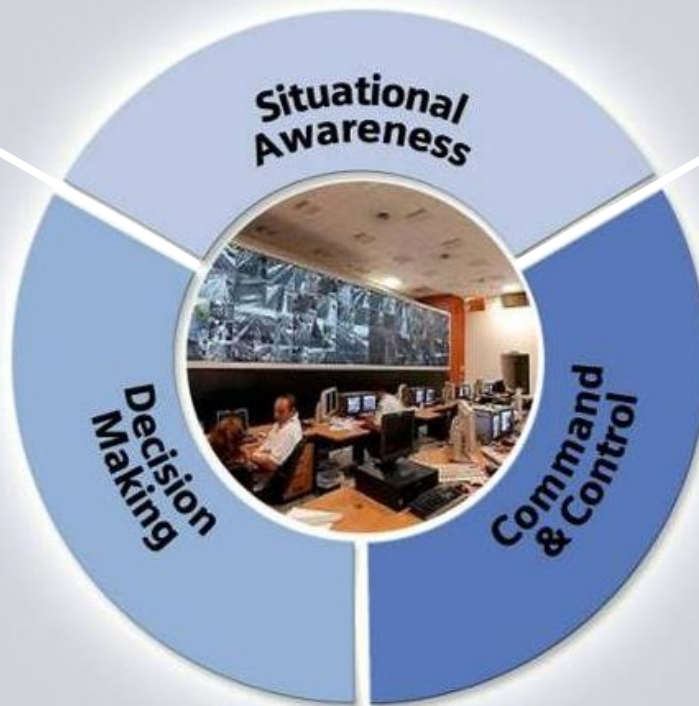 Situational
Awareness
Decision
Making
Command
& Control